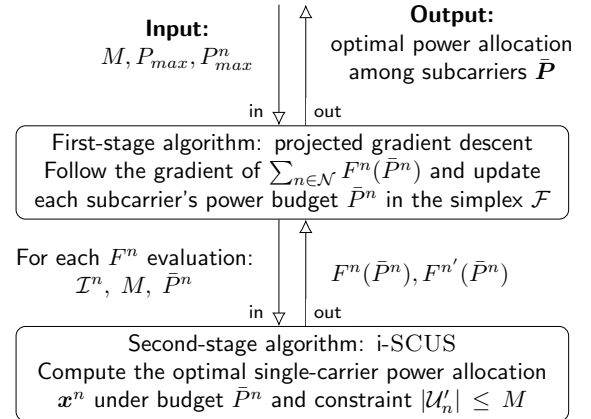 Input:
M, P_max, P^n_max
Output:
optimal power allocation
among subcarriers P̄
in
out
First-stage algorithm: projected gradient descent
Follow the gradient of ∑_{n∈𝒩} F^n(P̄^n) and update
each subcarrier's power budget P̄^n in the simplex ℱ
For each F^n evaluation:
ℐ^n, M, P̄^n
F^n(P̄^n), F^n′(P̄^n)
in
out
Second-stage algorithm: i-SCUS
Compute the optimal single-carrier power allocation
x^n under budget P̄^n and constraint |𝒰′_n| ≤ M